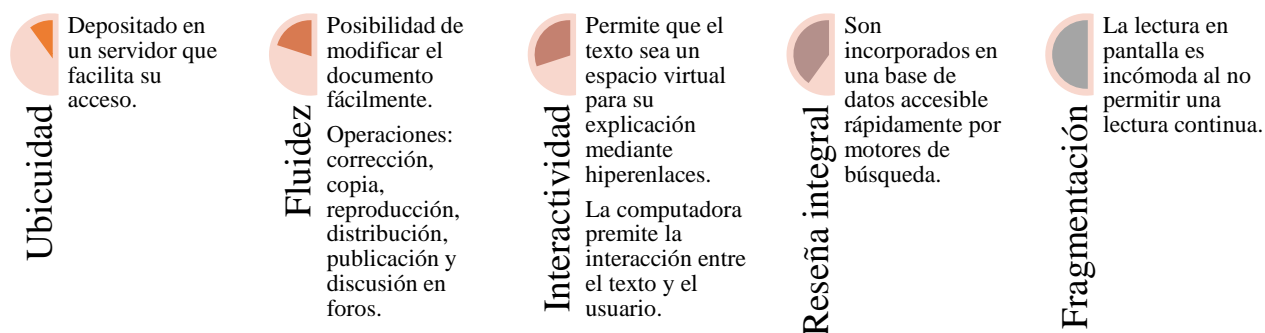 Ubicuidad
Depositado en
un servidor que
facilita su
acceso.
Fluidez
Posibilidad de
modificar el
documento
fácilmente.
Operaciones:
corrección,
copia,
reproducción,
distribución,
publicación y
discusión en
foros.
Interactividad
Permite que el
texto sea un
espacio virtual
para su
explicación
mediante
hiperenlaces.
La computadora
premite la
interacción entre
el texto y el
usuario.
Reseña integral
Son
incorporados en
una base de
datos accesible
rápidamente por
motores de
búsqueda.
Fragmentación
La lectura en
pantalla es
incómoda al no
permitir una
lectura continua.